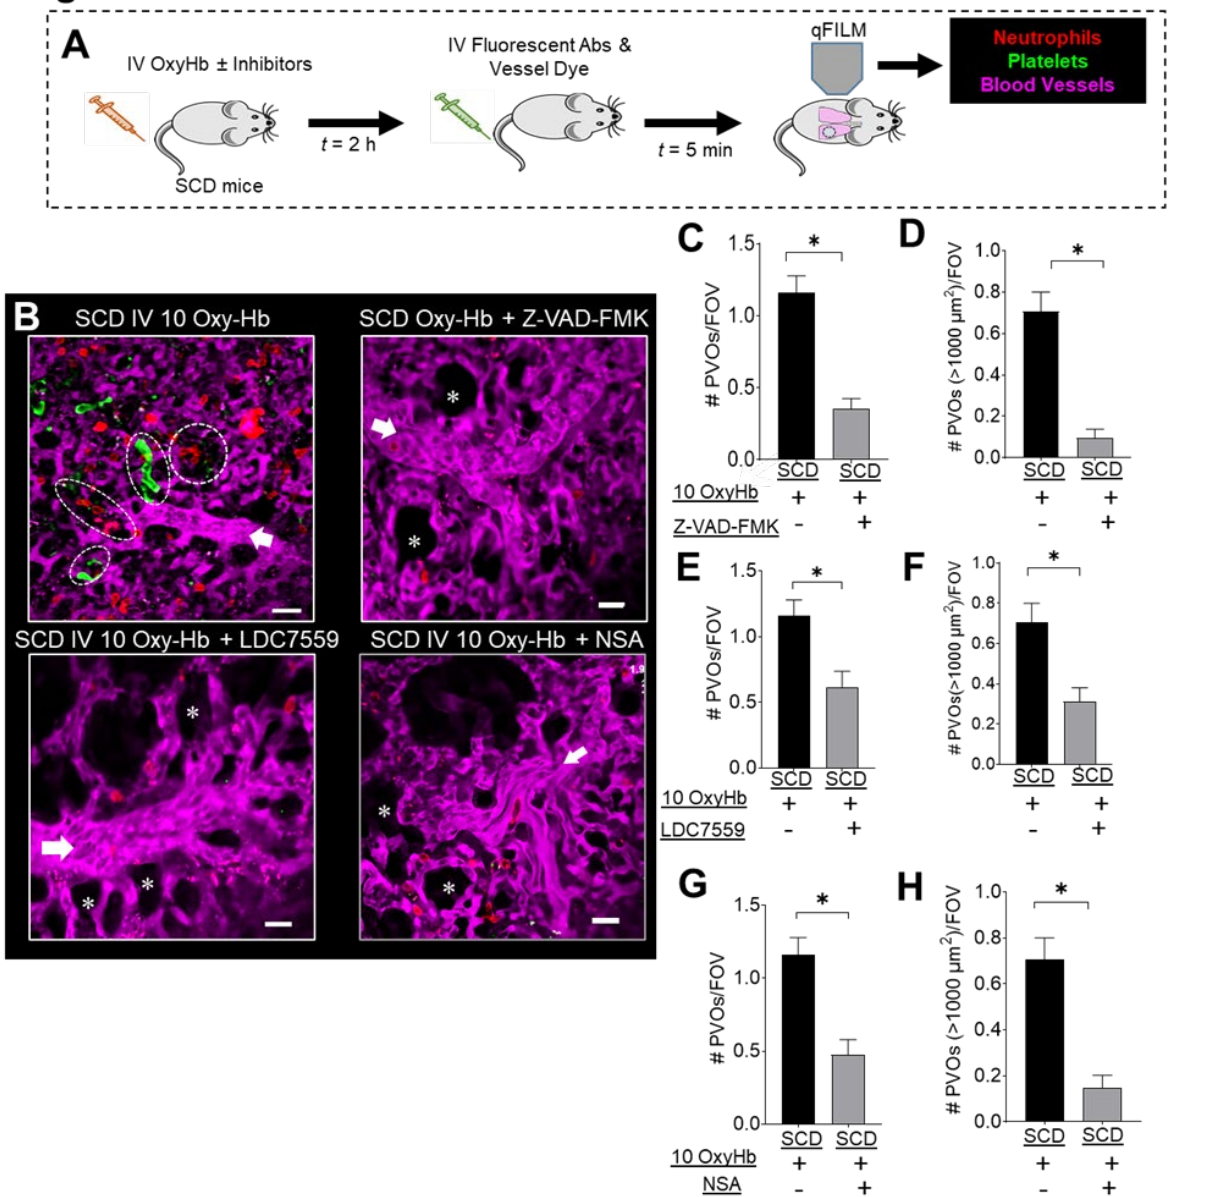 A
IV OxyHb ± Inhibitors
SCD mice
t = 2 h
IV Fluorescent Abs &
Vessel Dye
t = 5 min
qFILM
Neutrophils
Platelets
Blood Vessels
B
SCD IV 10 Oxy-Hb
SCD Oxy-Hb + Z-VAD-FMK
*
*
SCD IV 10 Oxy-Hb + LDC7559
SCD IV 10 Oxy-Hb + NSA
*
*
*
*
*
C
# PVOs/FOV
1.5
1.0
0.5
0.0
*
SCD SCD
10 OxyHb + +
Z-VAD-FMK - +
D
# PVOs (>1000 µm²)/FOV
1.0
0.8
0.6
0.4
0.2
0.0
*
SCD SCD
+ +
- +
E
# PVOs/FOV
1.5
1.0
0.5
0.0
*
SCD SCD
10 OxyHb + +
LDC7559 - +
F
# PVOs(>1000 µm²)/FOV
1.0
0.8
0.6
0.4
0.2
0.0
*
SCD SCD
+ +
- +
G
# PVOs/FOV
1.5
1.0
0.5
0.0
*
SCD SCD
10 OxyHb + +
NSA - +
H
# PVOs (>1000 µm²)/FOV
1.0
0.8
0.6
0.4
0.2
0.0
*
SCD SCD
+ +
- +